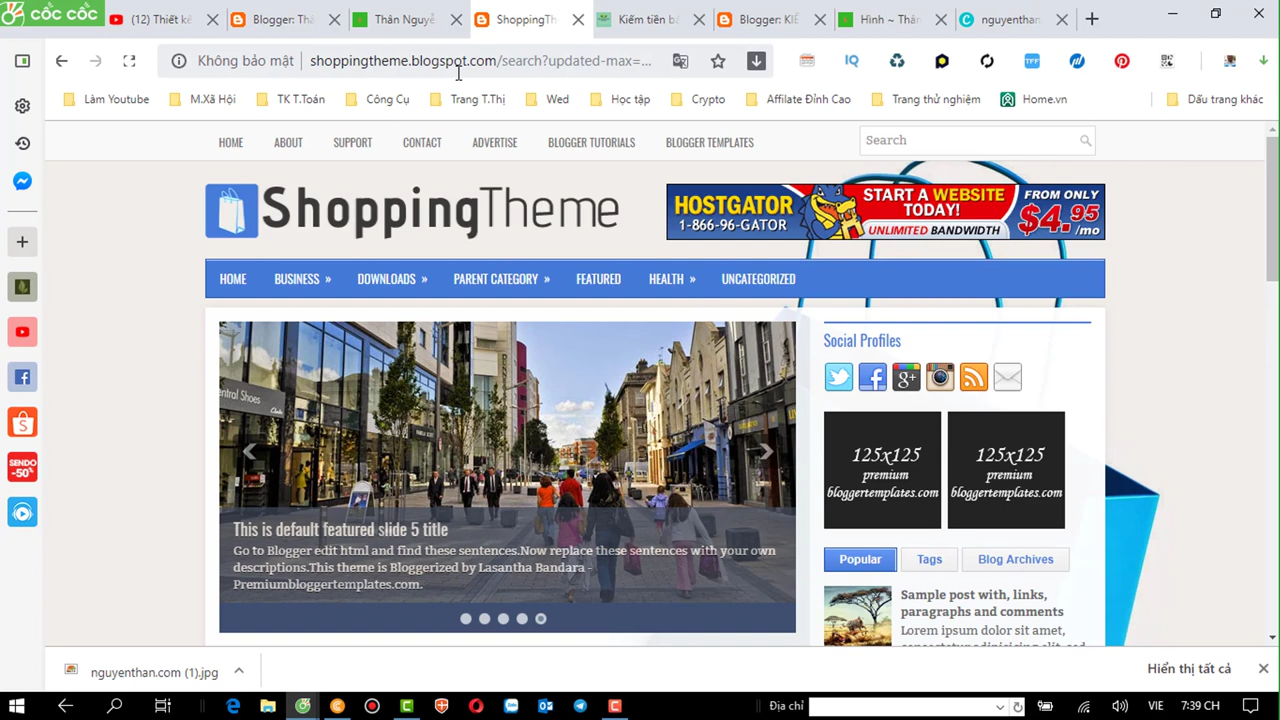 cốc cốc
(12) Thiết kế
Blogger: Thâ
Thân Nguyễ
ShoppingTh
Kiếm tiền bà
Blogger: KIẾ
Hình ~ Thân
nguyenthan.
Không bảo mật
shoppingtheme.blogspot.com/search?updated-max=...
Làm Youtube
M.Xã Hội
TK T.Toán
Công Cụ
Trang T.Thị
Wed
Học tập
Crypto
Affilate Đỉnh Cao
Trang thử nghiệm
Home.vn
Dấu trang khác
HOME
ABOUT
SUPPORT
CONTACT
ADVERTISE
BLOGGER TUTORIALS
BLOGGER TEMPLATES
Search
ShoppingTheme
HOSTGATOR
1-866-96-GATOR
START A WEBSITE
TODAY!
UNLIMITED BANDWIDTH
FROM ONLY
$4.95
/mo
HOME
BUSINESS »
DOWNLOADS »
PARENT CATEGORY »
FEATURED
HEALTH »
UNCATEGORIZED
Central Shoes
This is default featured slide 5 title
Go to Blogger edit html and find these sentences.Now replace these sentences with your own
descriptions.This theme is Bloggerized by Lasantha Bandara -
Premiumbloggertemplates.com.
Social Profiles
125x125
premium
bloggertemplates.com
125x125
premium
bloggertemplates.com
Popular
Tags
Blog Archives
Sample post with, links,
paragraphs and comments
Lorem ipsum dolor sit amet,
SENDO
-50%
nguyenthan.com (1).jpg
Hiển thị tất cả
Địa chỉ
VIE
7:39 CH